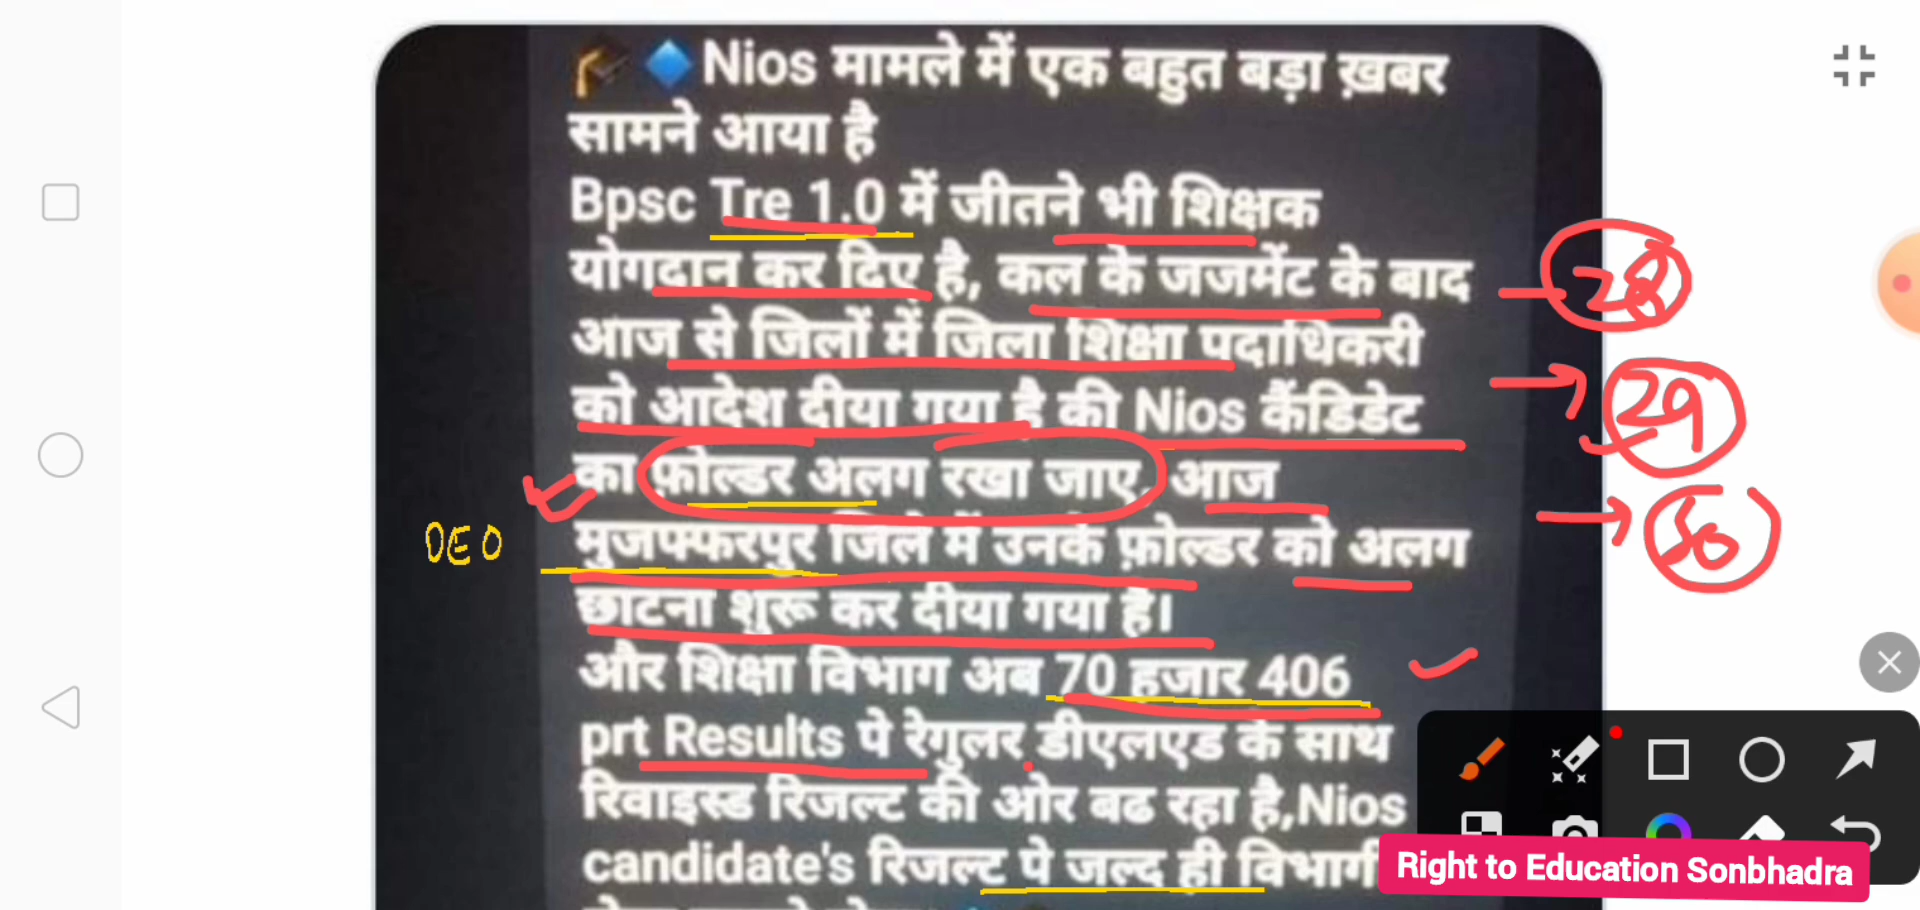 Nios मामले में एक बहुत बड़ा ख़बर
सामने आया है
Bpsc Tre 1.0 में जीतने भी शिक्षक
योगदान कर दिए है, कल के जजमेंट के बाद
28
आज से जिलों में जिला शिक्षा पदाधिकरी
को आदेश दीया गया है की Nios कैंडिडेट
29
का फ़ोल्डर अलग रखा जाए, आज
DEO
मुजफ्फरपुर जिले में उनके फ़ोल्डर को अलग
छाटना शुरू कर दीया गया है।
और शिक्षा विभाग अब 70 हजार 406
prt Results पे रेगुलर डीएलएड के साथ
रिवाइस्ड रिजल्ट की ओर बढ रहा है,Nios
candidate's रिजल्ट पे जल्द ही
Right to Education Sonbhadra